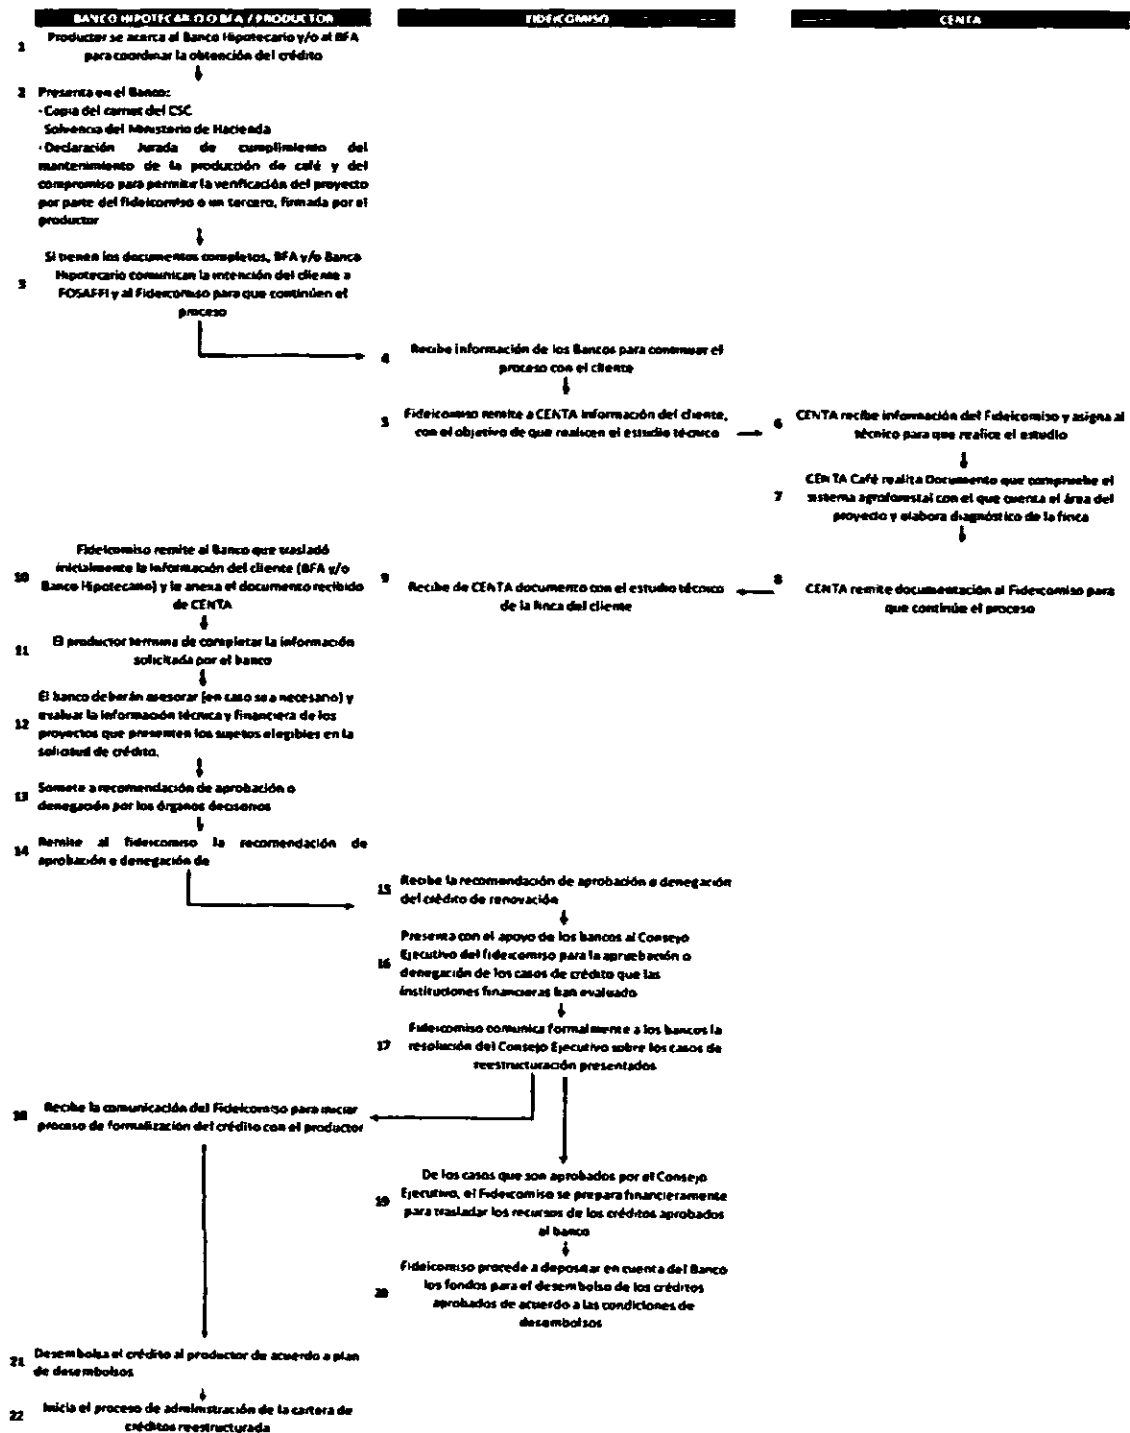 BANCO HIPOTECARIO O BFA / PRODUCTOR
FIDEICOMISO
CENTA
1 Productor se acerca al Banco Hipotecario y/o al BFA
para coordinar la obtención del crédito
2 Presenta en el Banco:
- Copia del carnet del CSC
Solvencia del Ministerio de Hacienda
- Declaración Jurada de cumplimiento del
mantenimiento de la producción de café y del
compromiso para permitir la verificación del proyecto
por parte del fideicomiso o un tercero, firmada por el
productor
3 Si tienen los documentos completos, BFA y/o Banco
Hipotecario comunican la intención del cliente a
FOSAFFI y al Fideicomiso para que continúen el
proceso
4 Recibe información de los Bancos para continuar el
proceso con el cliente
5 Fideicomiso remite a CENTA información del cliente,
con el objetivo de que realicen el estudio técnico
6 CENTA recibe información del Fideicomiso y asigna al
técnico para que realice el estudio
7 CENTA Café realiza Documento que compruebe el
sistema agroforestal con el que cuenta el área del
proyecto y elabora diagnóstico de la finca
8 CENTA remite documentación al Fideicomiso para
que continúe el proceso
9 Recibe de CENTA documento con el estudio técnico
de la finca del cliente
10 Fideicomiso remite al Banco que trasladó
inicialmente la información del cliente (BFA y/o
Banco Hipotecario) y le anexa el documento recibido
de CENTA
11 El productor termina de completar la información
solicitada por el banco
12 El banco deberán asesorar (en caso sea necesario) y
evaluar la información técnica y financiera de los
proyectos que presenten los sujetos elegibles en la
solicitud de crédito.
13 Somete a recomendación de aprobación o
denegación por los órganos decisorios
14 Remite al fideicomiso la recomendación de
aprobación o denegación de
15 Recibe la recomendación de aprobación o denegación
del crédito de renovación
16 Presenta con el apoyo de los bancos al Consejo
Ejecutivo del fideicomiso para la apruebación o
denegación de los casos de crédito que las
instituciones financieras han evaluado
17 Fideicomiso comunica formalmente a los bancos la
resolución del Consejo Ejecutivo sobre los casos de
reestructuración presentados
18 Recibe la comunicación del Fideicomiso para iniciar
proceso de formalización del crédito con el productor
19 De los casos que son aprobados por el Consejo
Ejecutivo, el Fideicomiso se prepara financieramente
para trasladar los recursos de los créditos aprobados
al banco
20 Fideicomiso procede a depositar en cuenta del Banco
los fondos para el desembolso de los créditos
aprobados de acuerdo a las condiciones de
desembolsos
21 Desembolsa el crédito al productor de acuerdo a plan
de desembolsos
22 Inicia el proceso de administración de la cartera de
créditos reestructurada